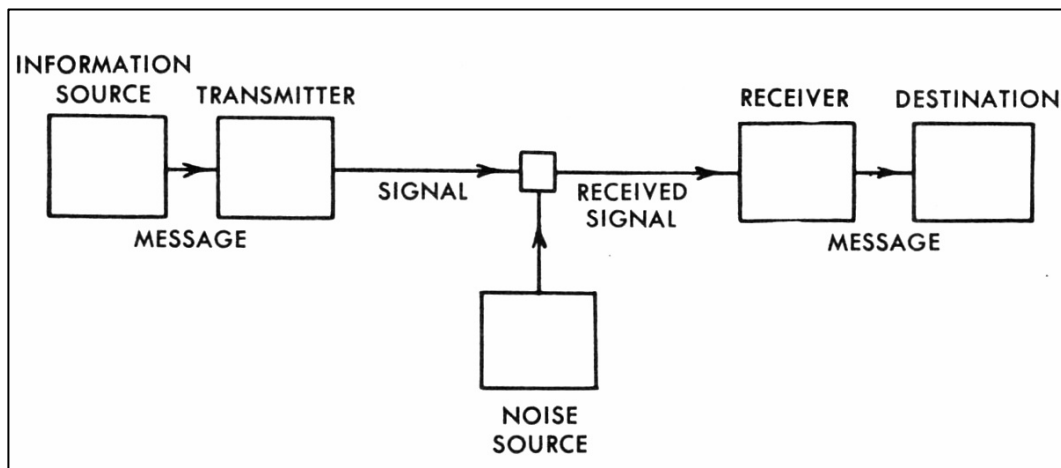 INFORMATION
SOURCE
TRANSMITTER
RECEIVER
DESTINATION
SIGNAL
RECEIVED
SIGNAL
MESSAGE
MESSAGE
NOISE
SOURCE